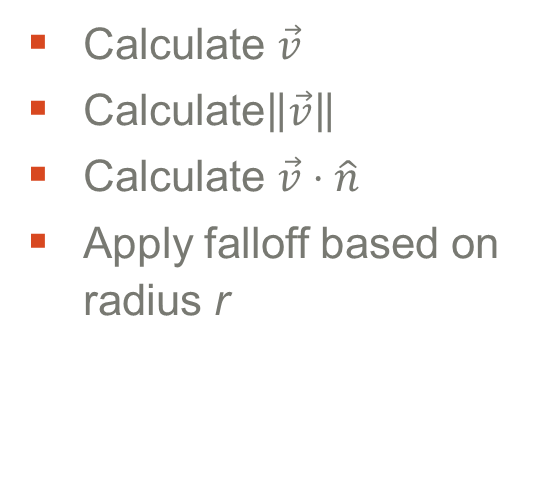 ▪ Calculate v⃗
▪ Calculate‖v⃗‖
▪ Calculate v⃗ · n̂
▪ Apply falloff based on
radius r